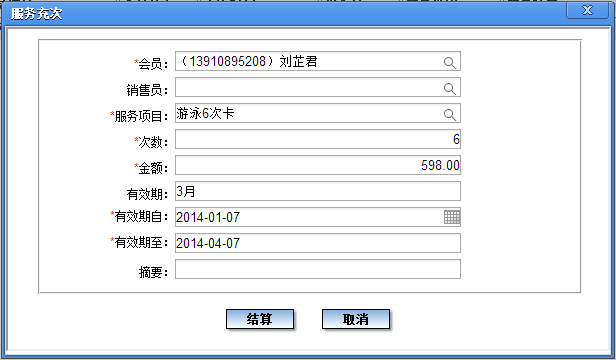 服务充次
*会员：（13910895208）刘芷君
销售员：
*服务项目：游泳6次卡
*次数：6
*金额：598.00
有效期：3月
*有效期自：2014-01-07
*有效期至：2014-04-07
摘要：
结算 取消